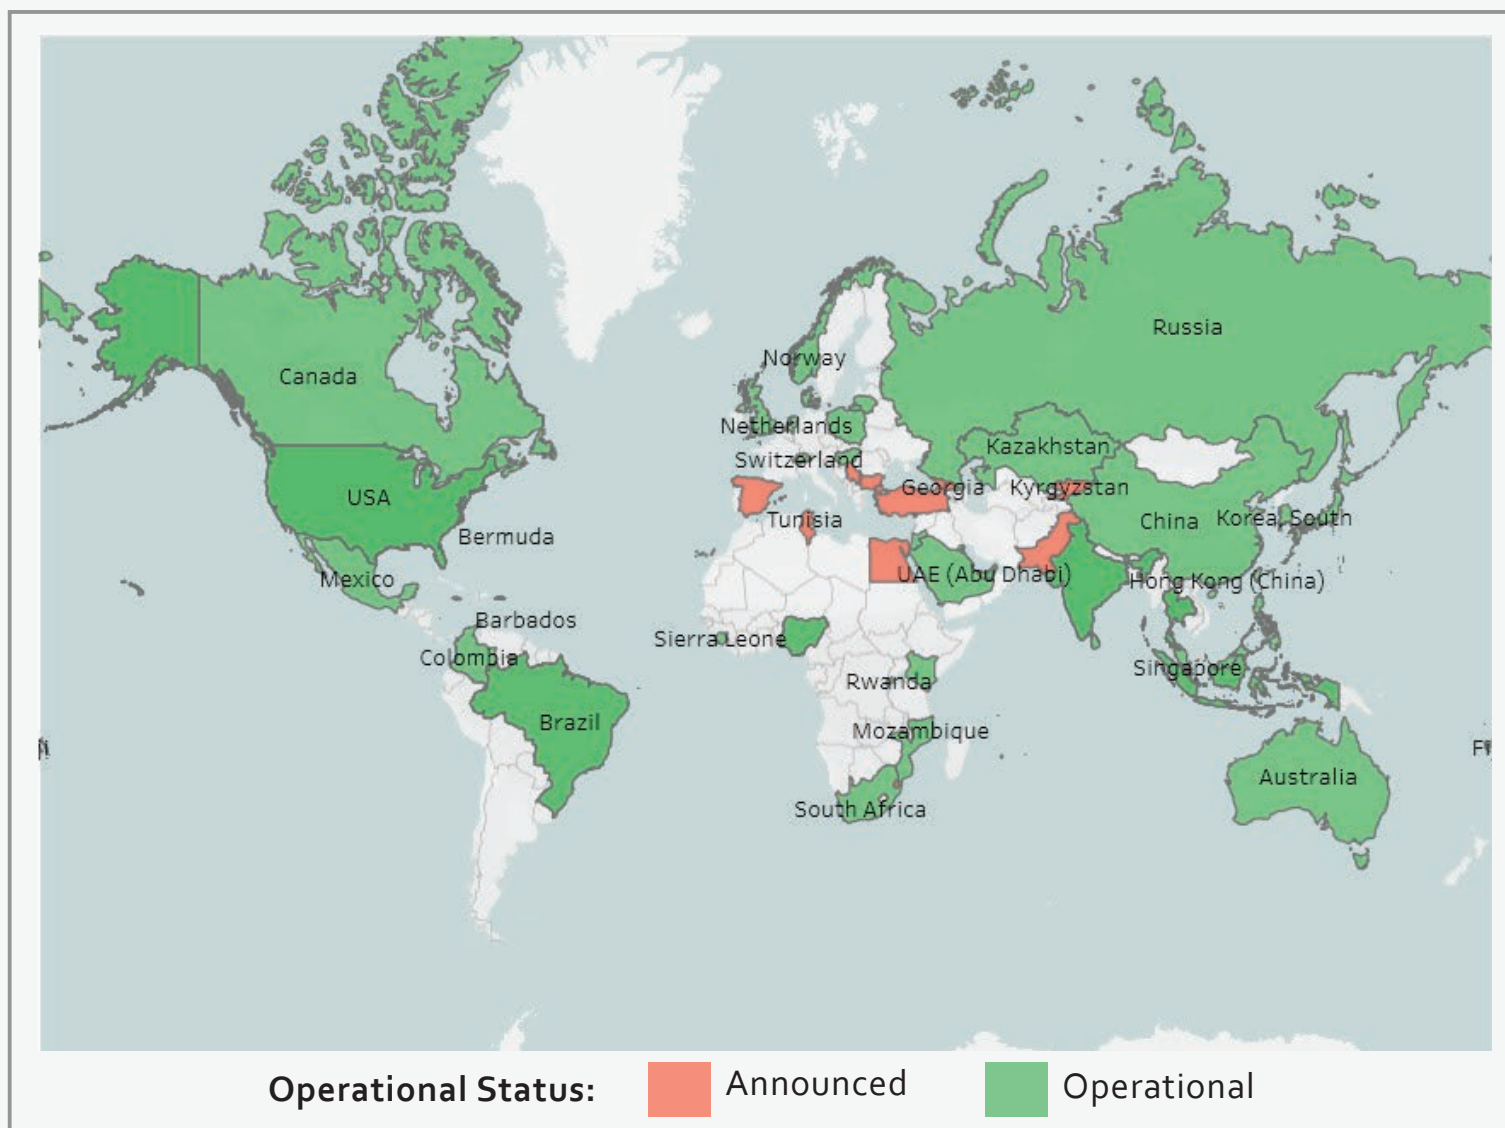 Russia
Norway
Canada
Netherlands
Kazakhstan
Switzerland
Georgia
Kyrgyzstan
USA
Tunisia
China
Korea, South
Bermuda
UAE (Abu Dhabi)
Mexico
Hong Kong (China)
Barbados
Sierra Leone
Colombia
Singapore
Rwanda
Brazil
Mozambique
Australia
South Africa
Operational Status:
Announced
Operational